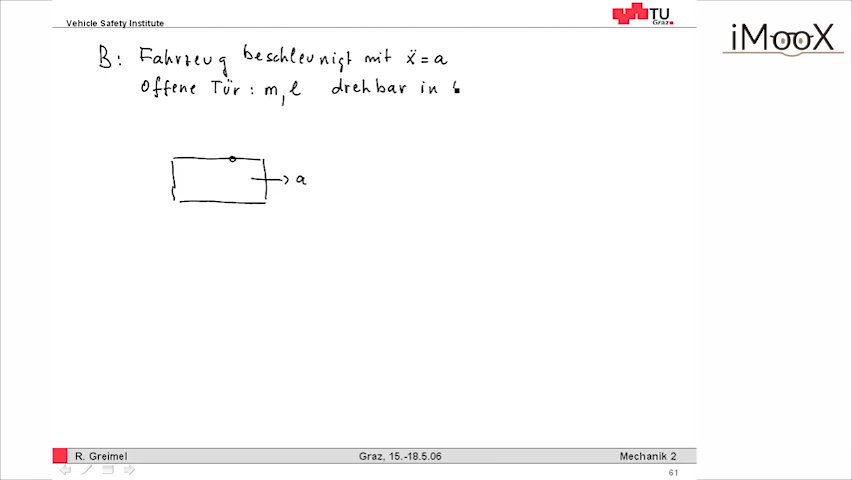 Vehicle Safety Institute
TU
Graz
iMooX
B: Fahrzeug beschleunigt mit ẍ = a
Offene Tür: m, l drehbar in
a
R. Greimel
Graz, 15.-18.5.06
Mechanik 2
61